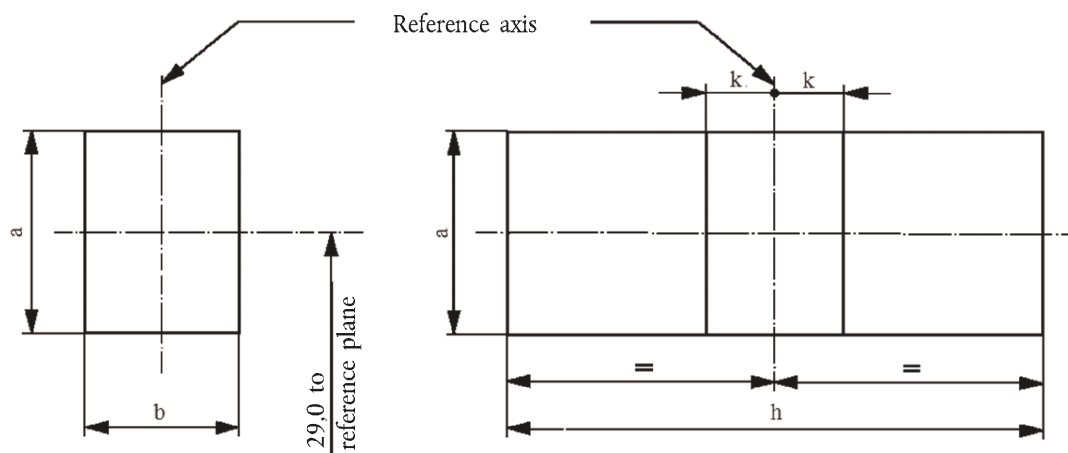 Reference axis
k.
k
a
a
29,0 to
reference plane
=
=
b
h